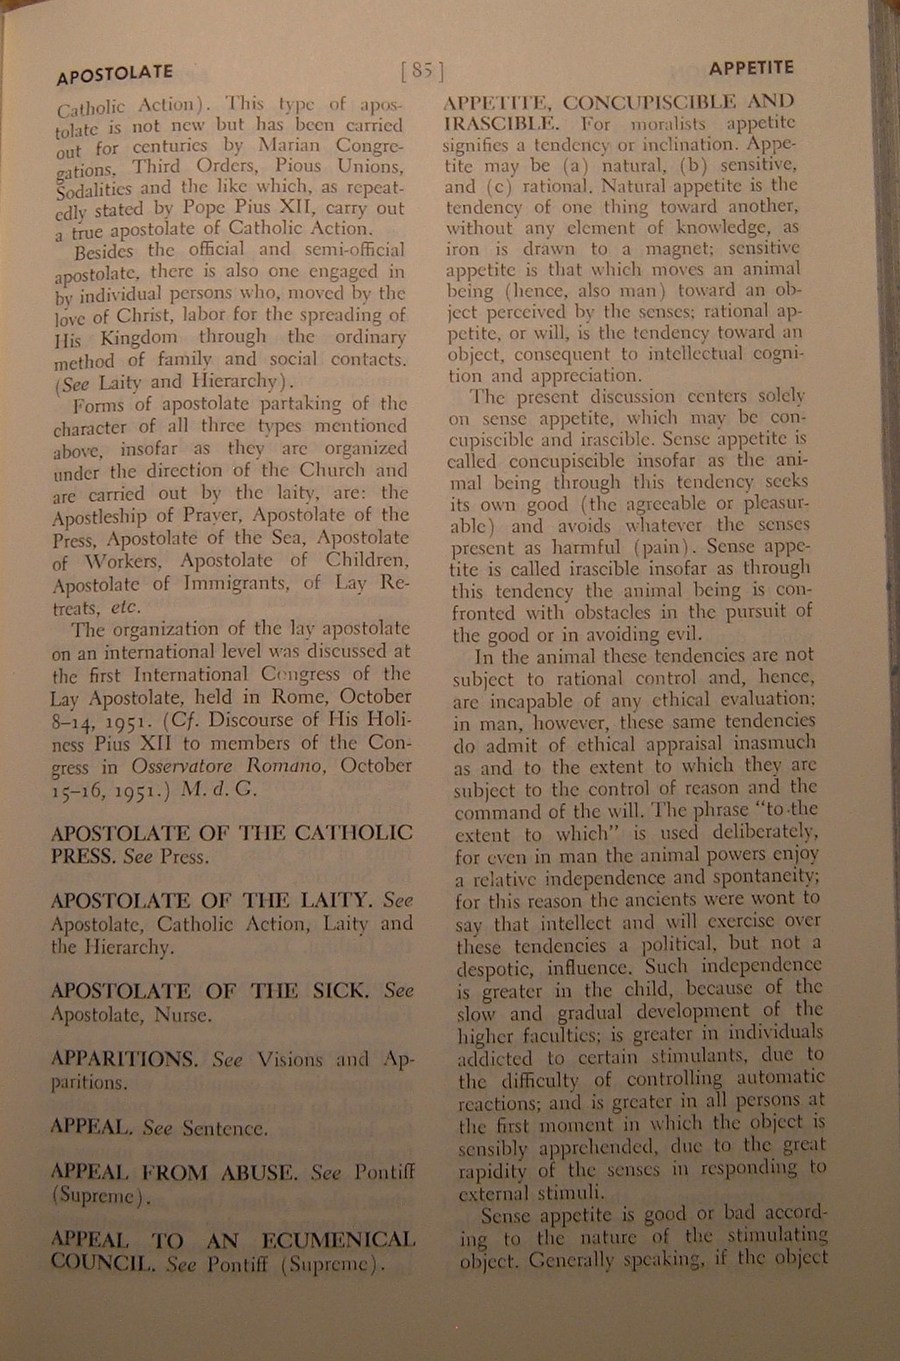 APOSTOLATE
[ 85 ]
APPETITE
Catholic Action). This type of apos-
tolate is not new but has been carried
out for centuries by Marian Congre-
gations, Third Orders, Pious Unions,
Sodalities and the like which, as repeat-
edly stated by Pope Pius XII, carry out
a true apostolate of Catholic Action.
Besides the official and semi-official
apostolate, there is also one engaged in
by individual persons who, moved by the
love of Christ, labor for the spreading of
His Kingdom through the ordinary
method of family and social contacts.
(See Laity and Hierarchy).
Forms of apostolate partaking of the
character of all three types mentioned
above, insofar as they are organized
under the direction of the Church and
are carried out by the laity, are: the
Apostleship of Prayer, Apostolate of the
Press, Apostolate of the Sea, Apostolate
of Workers, Apostolate of Children,
Apostolate of Immigrants, of Lay Re-
treats, etc.
The organization of the lay apostolate
on an international level was discussed at
the first International Congress of the
Lay Apostolate, held in Rome, October
8–14, 1951. (Cf. Discourse of His Holi-
ness Pius XII to members of the Con-
gress in Osservatore Romano, October
15–16, 1951.) M. d. G.
APOSTOLATE OF THE CATHOLIC
PRESS. See Press.
APOSTOLATE OF THE LAITY. See
Apostolate, Catholic Action, Laity and
the Hierarchy.
APOSTOLATE OF THE SICK. See
Apostolate, Nurse.
APPARITIONS. See Visions and Ap-
paritions.
APPEAL. See Sentence.
APPEAL FROM ABUSE. See Pontiff
(Supreme).
APPEAL TO AN ECUMENICAL
COUNCIL. See Pontiff (Supreme).
APPETITE, CONCUPISCIBLE AND
IRASCIBLE. For moralists appetite
signifies a tendency or inclination. Appe-
tite may be (a) natural, (b) sensitive,
and (c) rational. Natural appetite is the
tendency of one thing toward another,
without any element of knowledge, as
iron is drawn to a magnet; sensitive
appetite is that which moves an animal
being (hence, also man) toward an ob-
ject perceived by the senses; rational ap-
petite, or will, is the tendency toward an
object, consequent to intellectual cogni-
tion and appreciation.
The present discussion centers solely
on sense appetite, which may be con-
cupiscible and irascible. Sense appetite is
called concupiscible insofar as the ani-
mal being through this tendency seeks
its own good (the agreeable or pleasur-
able) and avoids whatever the senses
present as harmful (pain). Sense appe-
tite is called irascible insofar as through
this tendency the animal being is con-
fronted with obstacles in the pursuit of
the good or in avoiding evil.
In the animal these tendencies are not
subject to rational control and, hence,
are incapable of any ethical evaluation;
in man, however, these same tendencies
do admit of ethical appraisal inasmuch
as and to the extent to which they are
subject to the control of reason and the
command of the will. The phrase “to the
extent to which” is used deliberately,
for even in man the animal powers enjoy
a relative independence and spontaneity;
for this reason the ancients were wont to
say that intellect and will exercise over
these tendencies a political, but not a
despotic, influence. Such independence
is greater in the child, because of the
slow and gradual development of the
higher faculties; is greater in individuals
addicted to certain stimulants, due to
the difficulty of controlling automatic
reactions; and is greater in all persons at
the first moment in which the object is
sensibly apprehended, due to the great
rapidity of the senses in responding to
external stimuli.
Sense appetite is good or bad accord-
ing to the nature of the stimulating
object. Generally speaking, if the object